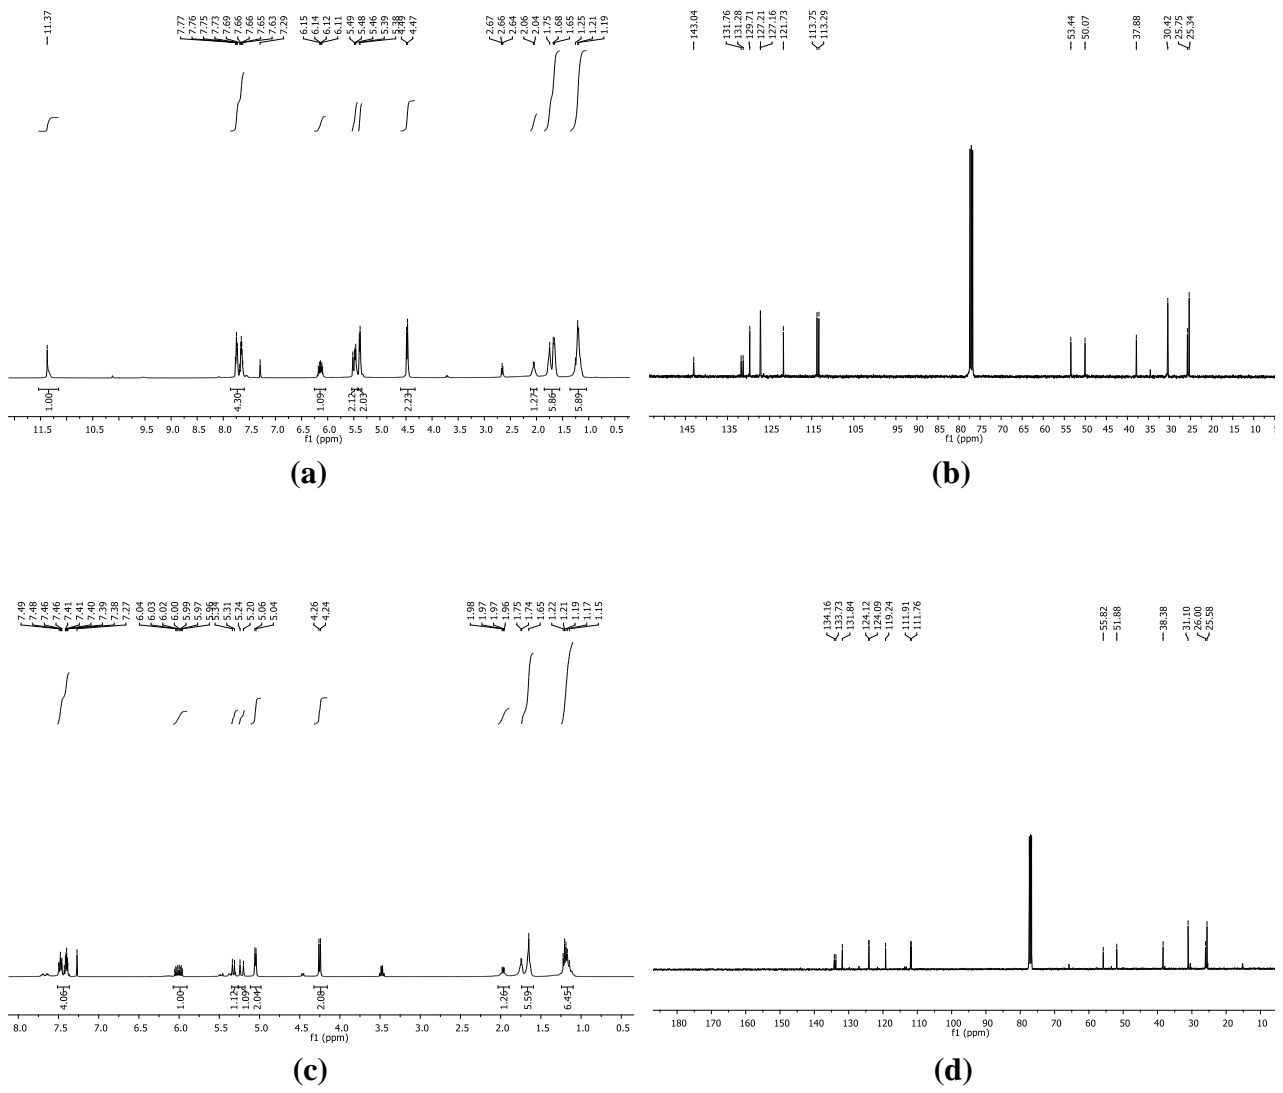 11.37
7.77 7.76 7.75 7.73 7.69 7.66 7.66 7.65 7.63 7.29
6.15 6.14 6.12 6.11 5.49 5.48 5.46 5.39 5.38 4.49 4.47
2.67 2.66 2.64 2.06 2.04 1.75 1.68 1.65 1.25 1.21 1.19
1.00 4.30 1.09 2.12 2.03 2.23 1.27 5.86 5.89
11.5 10.5 9.5 9.0 8.5 8.0 7.5 7.0 6.5 6.0 5.5 5.0 4.5 4.0 3.5 3.0 2.5 2.0 1.5 1.0 0.5
f1 (ppm)
(a)
143.04 131.76 131.28 129.71 127.21 127.16 121.73 113.75 113.29
53.44 50.07 37.88 30.42 25.75 25.34
145 135 125 115 105 95 90 85 80 75 70 65 60 55 50 45 40 35 30 25 20 15 10 5
f1 (ppm)
(b)
7.49 7.48 7.46 7.46 7.41 7.41 7.40 7.39 7.38 7.27
6.04 6.03 6.02 6.00 5.99 5.97 5.96 5.34 5.31 5.24 5.20 5.06 5.04
4.26 4.24
1.98 1.97 1.97 1.96 1.75 1.74 1.65 1.22 1.21 1.19 1.17 1.15
4.06 1.00 1.12 1.09 2.04 2.08 1.26 5.59 6.45
8.0 7.5 7.0 6.5 6.0 5.5 5.0 4.5 4.0 3.5 3.0 2.5 2.0 1.5 1.0 0.5
f1 (ppm)
(c)
134.16 133.73 131.84 124.12 124.09 119.24 111.91 111.76
55.82 51.88 38.38 31.10 26.00 25.58
180 170 160 150 140 130 120 110 100 90 80 70 60 50 40 30 20 10
f1 (ppm)
(d)